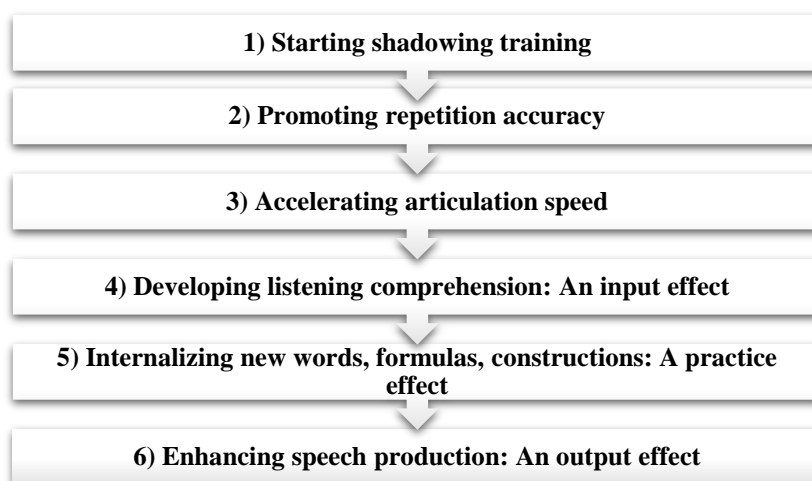 1) Starting shadowing training
2) Promoting repetition accuracy
3) Accelerating articulation speed
4) Developing listening comprehension: An input effect
5) Internalizing new words, formulas, constructions: A practice
effect
6) Enhancing speech production: An output effect